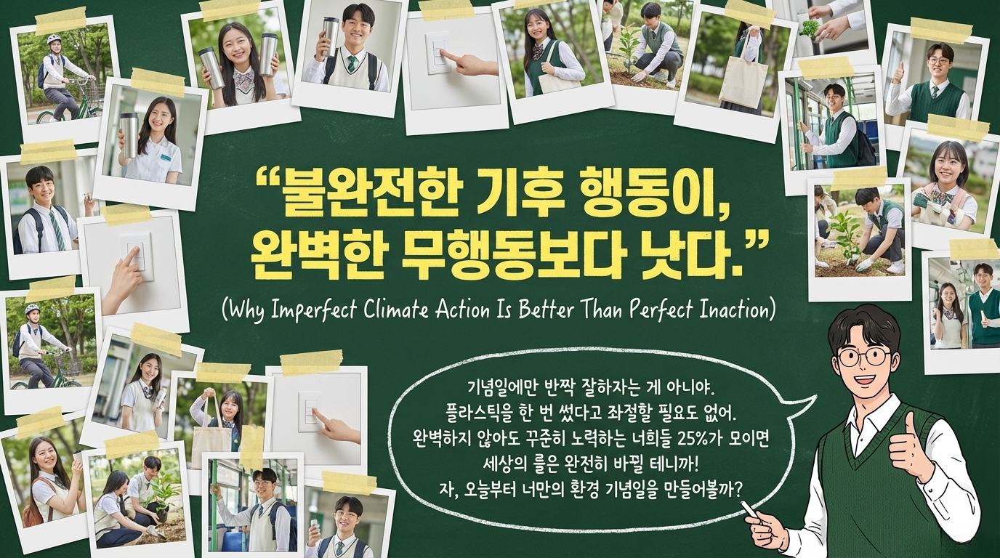 “불완전한 기후 행동이,
완벽한 무행동보다 낫다.”
(Why Imperfect Climate Action Is Better Than Perfect Inaction)
기념일에만 반짝 잘하자는 게 아니야.
플라스틱을 한 번 썼다고 좌절할 필요도 없어.
완벽하지 않아도 꾸준히 노력하는 너희들 25%가 모이면
세상의 룰은 완전히 바뀔 테니까!
자, 오늘부터 너만의 환경 기념일을 만들어볼까?